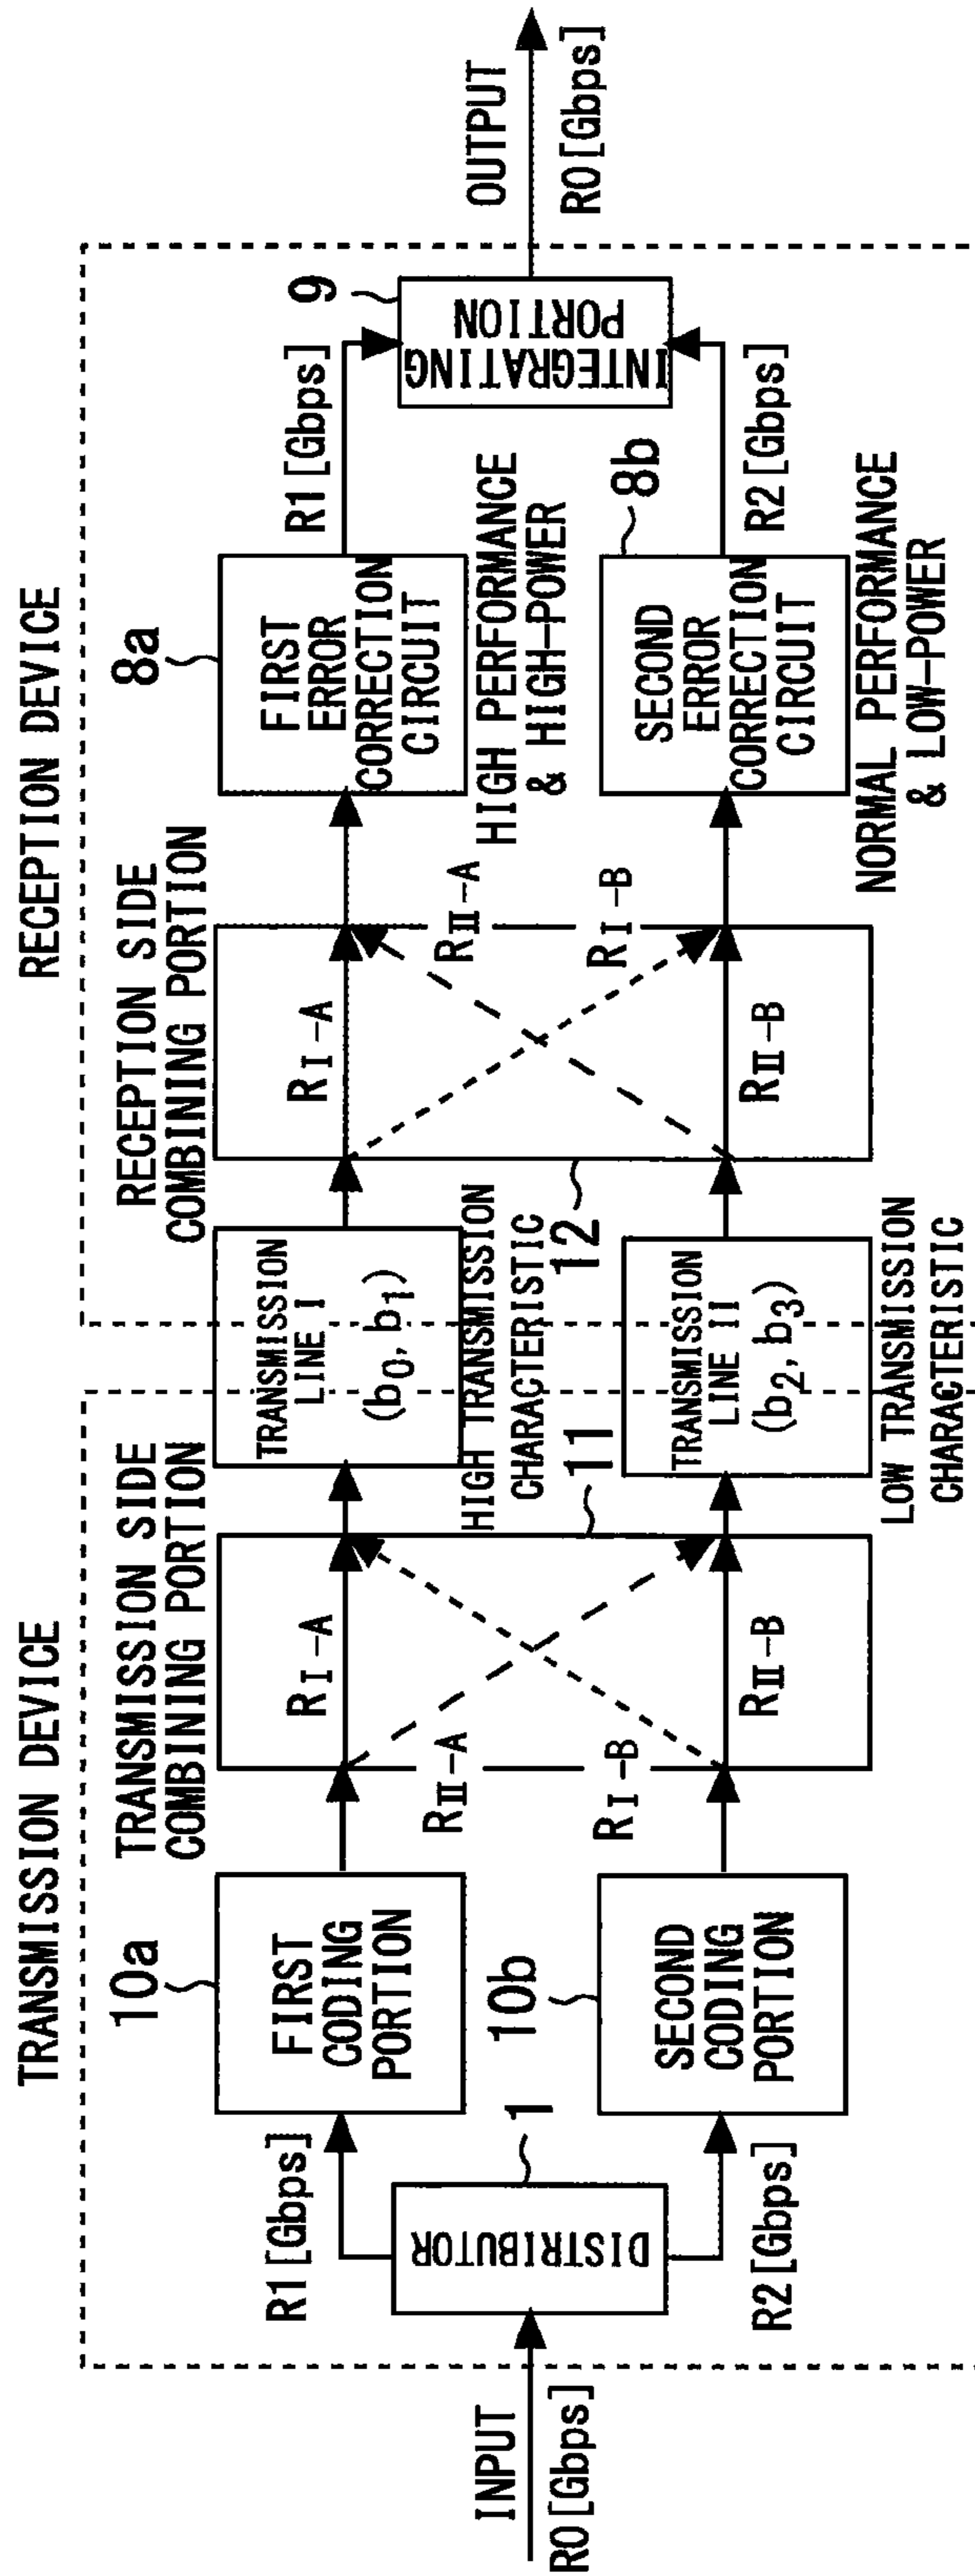 TRANSMISSION DEVICE
RECEPTION DEVICE
TRANSMISSION SIDE
COMBINING PORTION
RECEPTION SIDE
COMBINING PORTION
INPUT
R0[Gbps]
DISTRIBUTOR
1
R1[Gbps]
R2[Gbps]
10a
FIRST
CODING
PORTION
10b
SECOND
CODING
PORTION
RI-A
RII-A
RI-B
RII-B
11
TRANSMISSION
LINE I
(b0, b1)
HIGH TRANSMISSION
CHARACTERISTIC
TRANSMISSION
LINE II
(b2, b3)
LOW TRANSMISSION
CHARACTERISTIC
12
RI-A
RII-A
RI-B
RII-B
8a
FIRST
ERROR
CORRECTION
CIRCUIT
HIGH PERFORMANCE
& HIGH-POWER
8b
SECOND
ERROR
CORRECTION
CIRCUIT
NORMAL PERFORMANCE
& LOW-POWER
R1[Gbps]
R2[Gbps]
9
INTEGRATING
PORTION
OUTPUT
R0[Gbps]